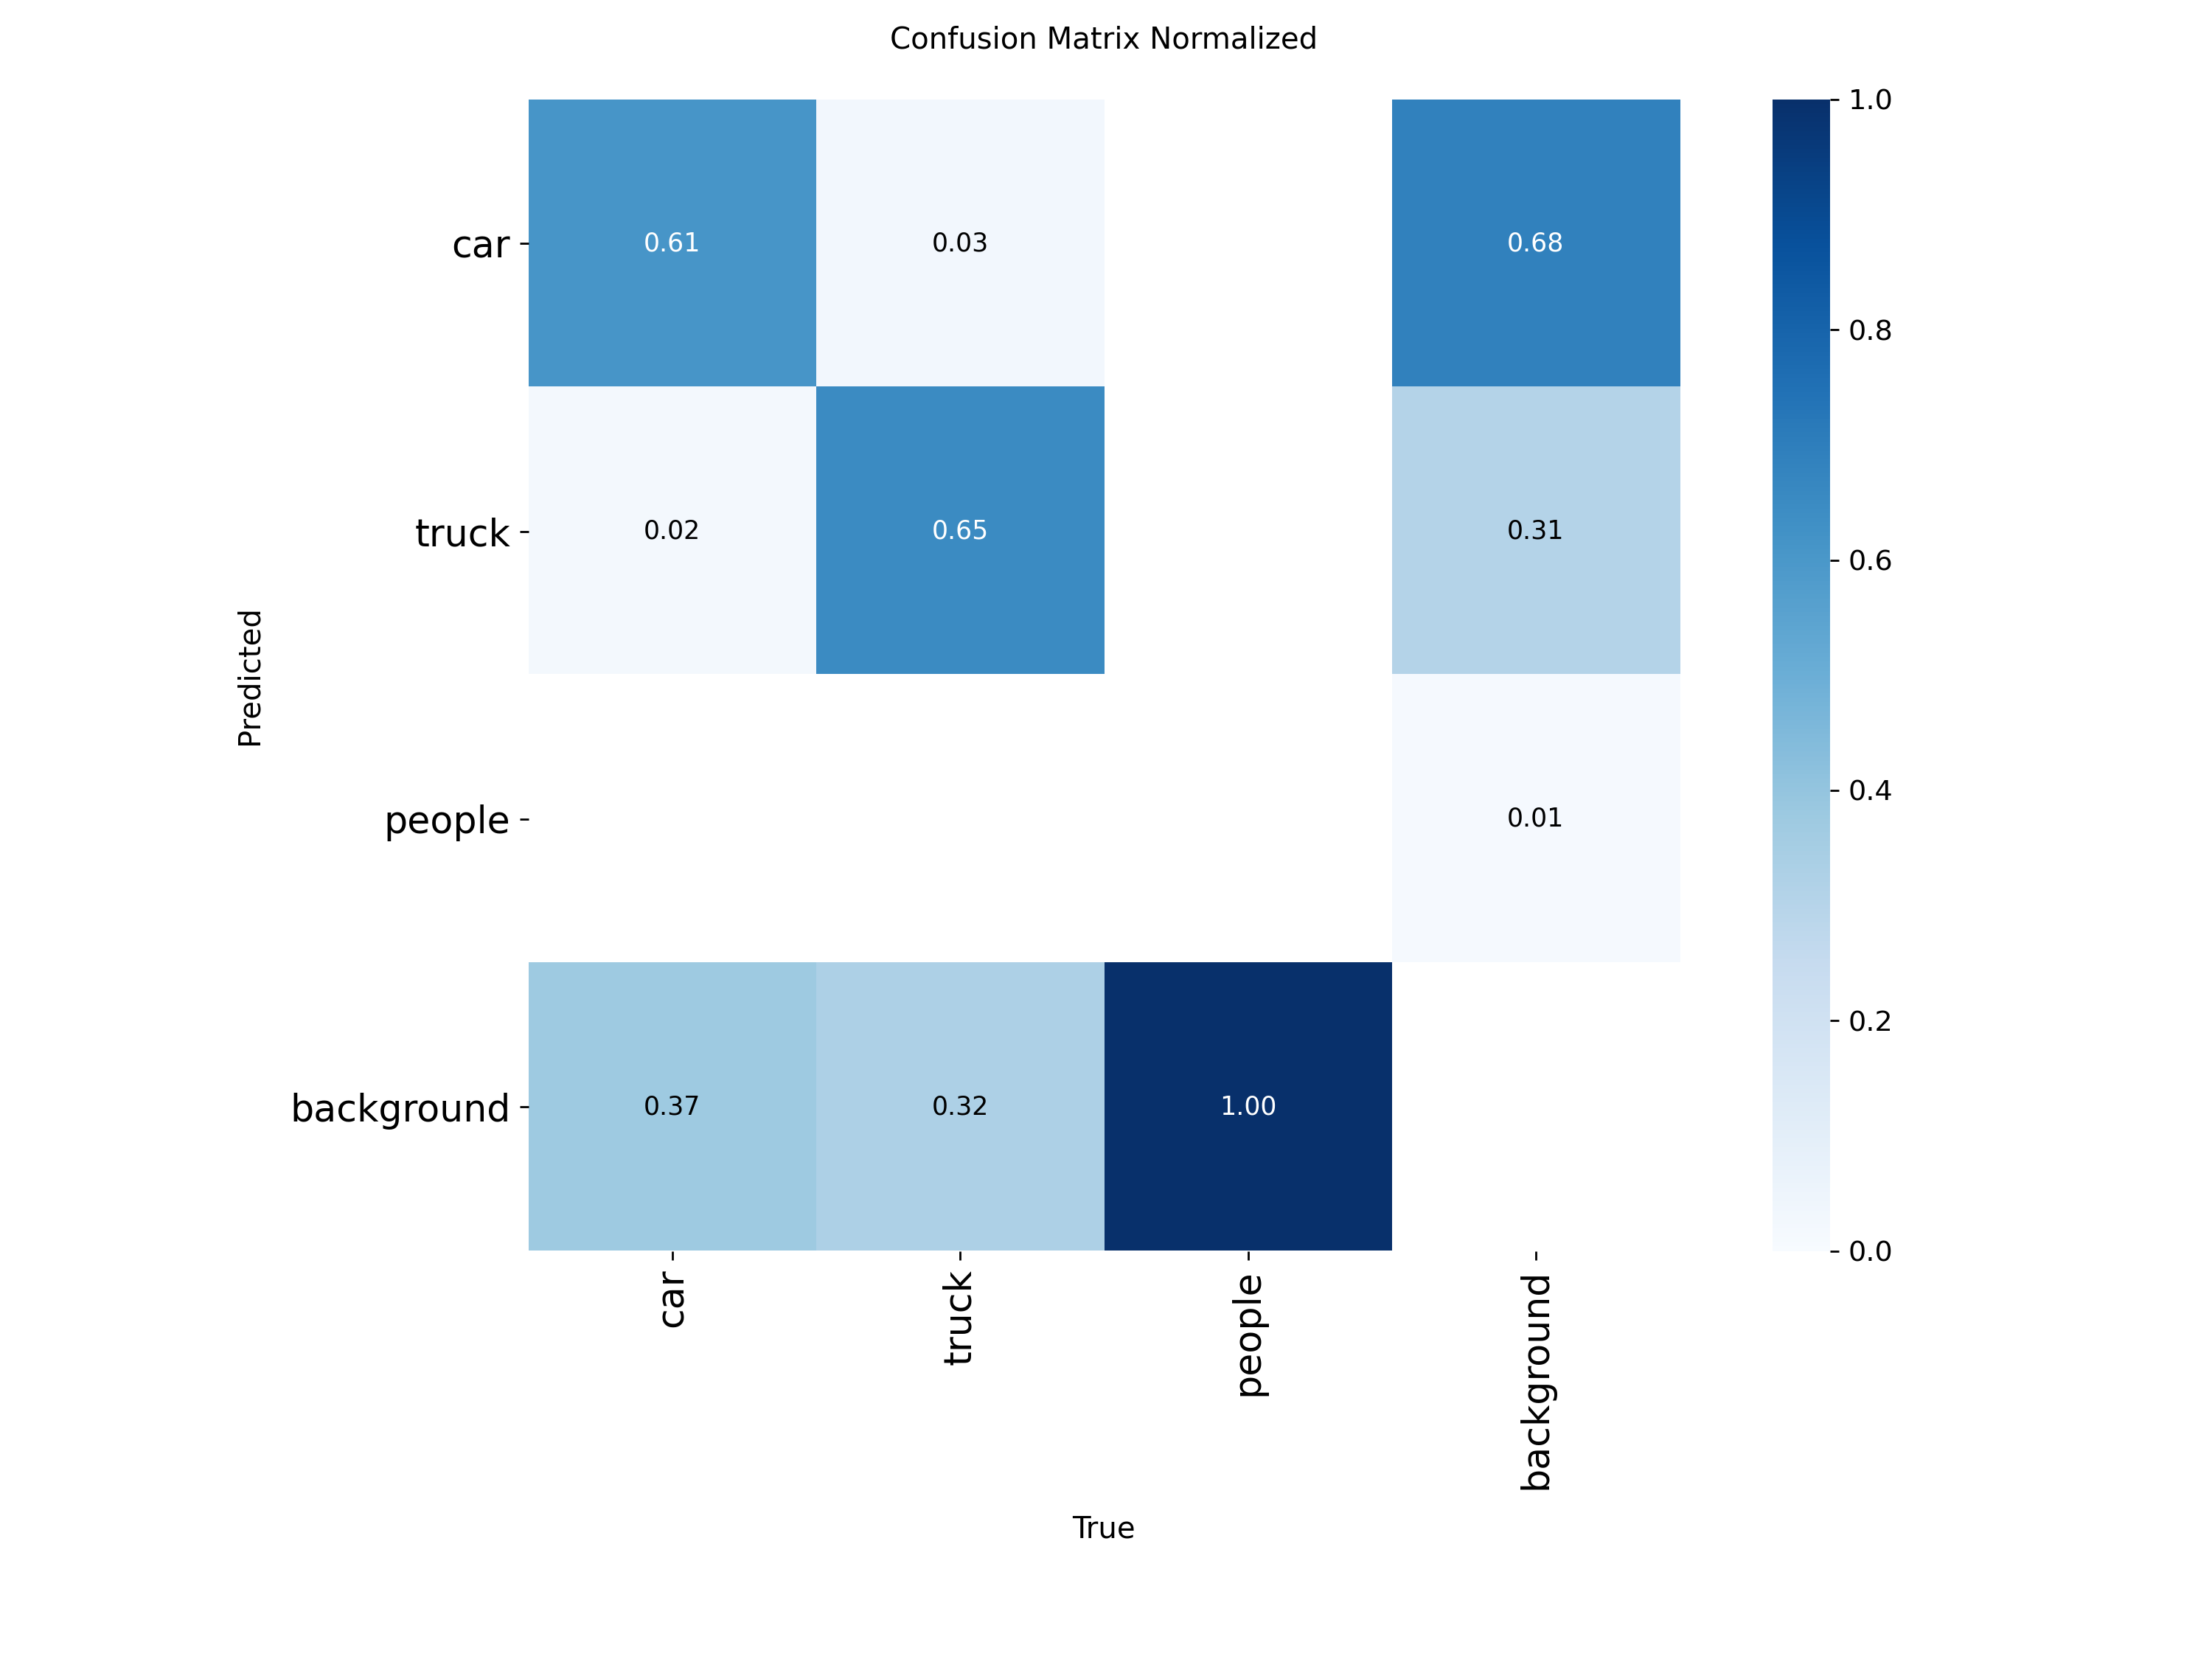 Confusion Matrix Normalized
1.0
car
0.61
0.03
0.68
0.8
truck
0.02
0.65
0.31
0.6
Predicted
people
0.01
0.4
background
0.37
0.32
1.00
0.2
0.0
car
truck
people
background
True